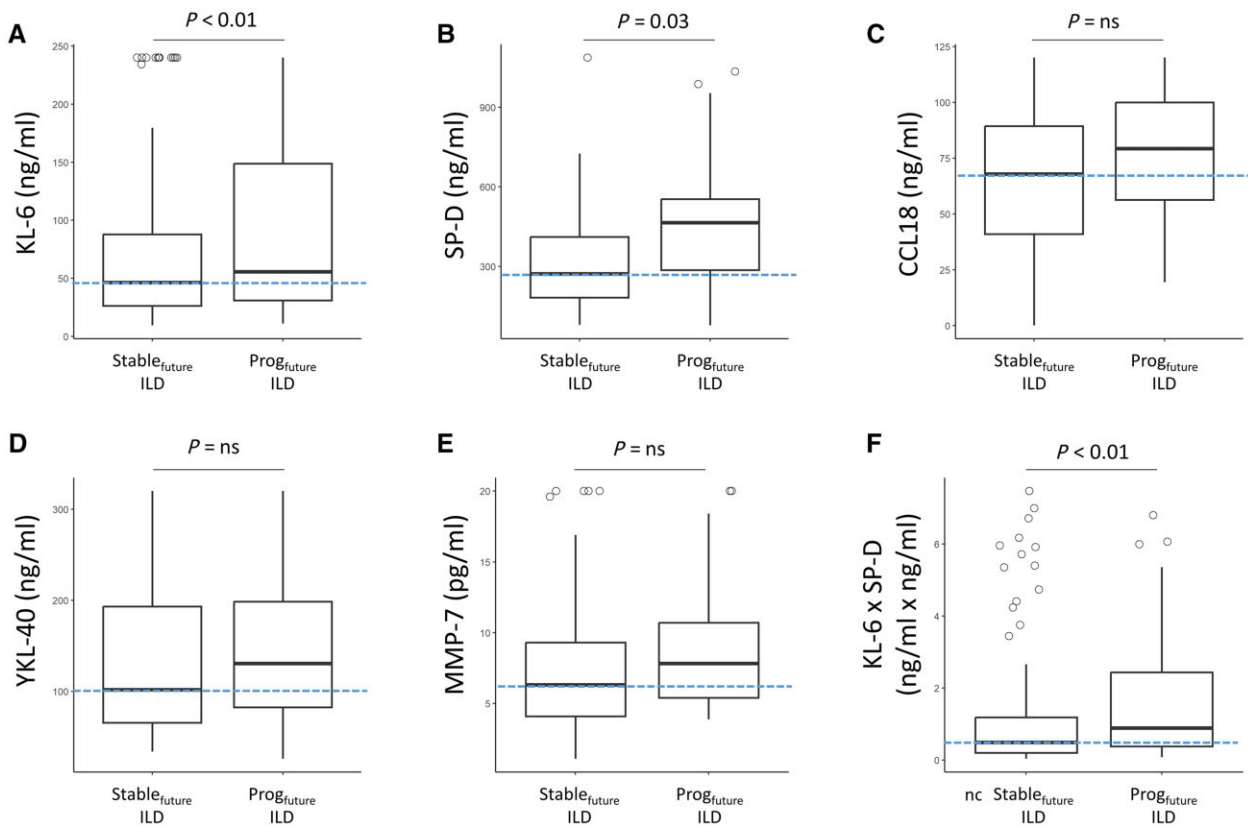 A
P < 0.01
KL-6 (ng/ml)
250
200
150
100
50
0
Stablefuture
ILD
Progfuture
ILD
B
P = 0.03
SP-D (ng/ml)
900
600
300
Stablefuture
ILD
Progfuture
ILD
C
P = ns
CCL18 (ng/ml)
125
100
75
50
25
0
Stablefuture
ILD
Progfuture
ILD
D
P = ns
YKL-40 (ng/ml)
300
200
100
Stablefuture
ILD
Progfuture
ILD
E
P = ns
MMP-7 (pg/ml)
20
15
10
5
Stablefuture
ILD
Progfuture
ILD
F
P < 0.01
KL-6 x SP-D
(ng/ml x ng/ml)
6
4
2
0
nc Stablefuture
ILD
Progfuture
ILD